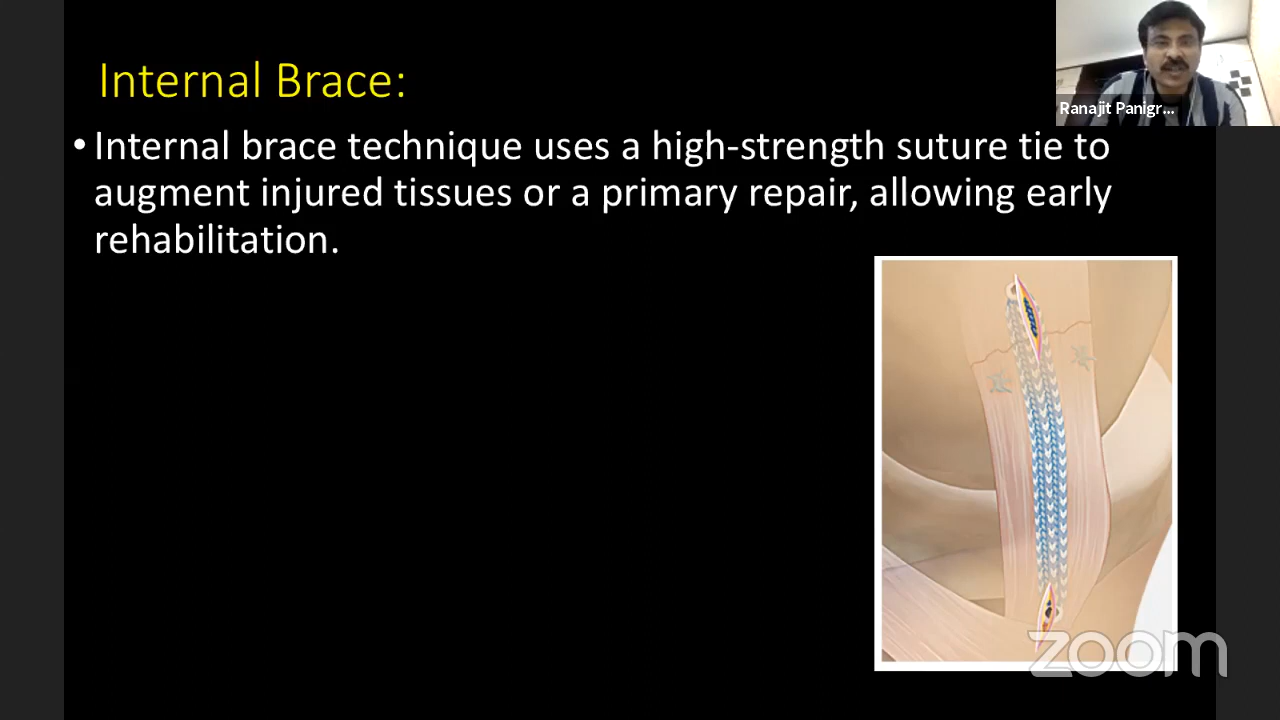 Internal Brace:
Ranajit Panigr...
• Internal brace technique uses a high-strength suture tie to
augment injured tissues or a primary repair, allowing early
rehabilitation.
zoom